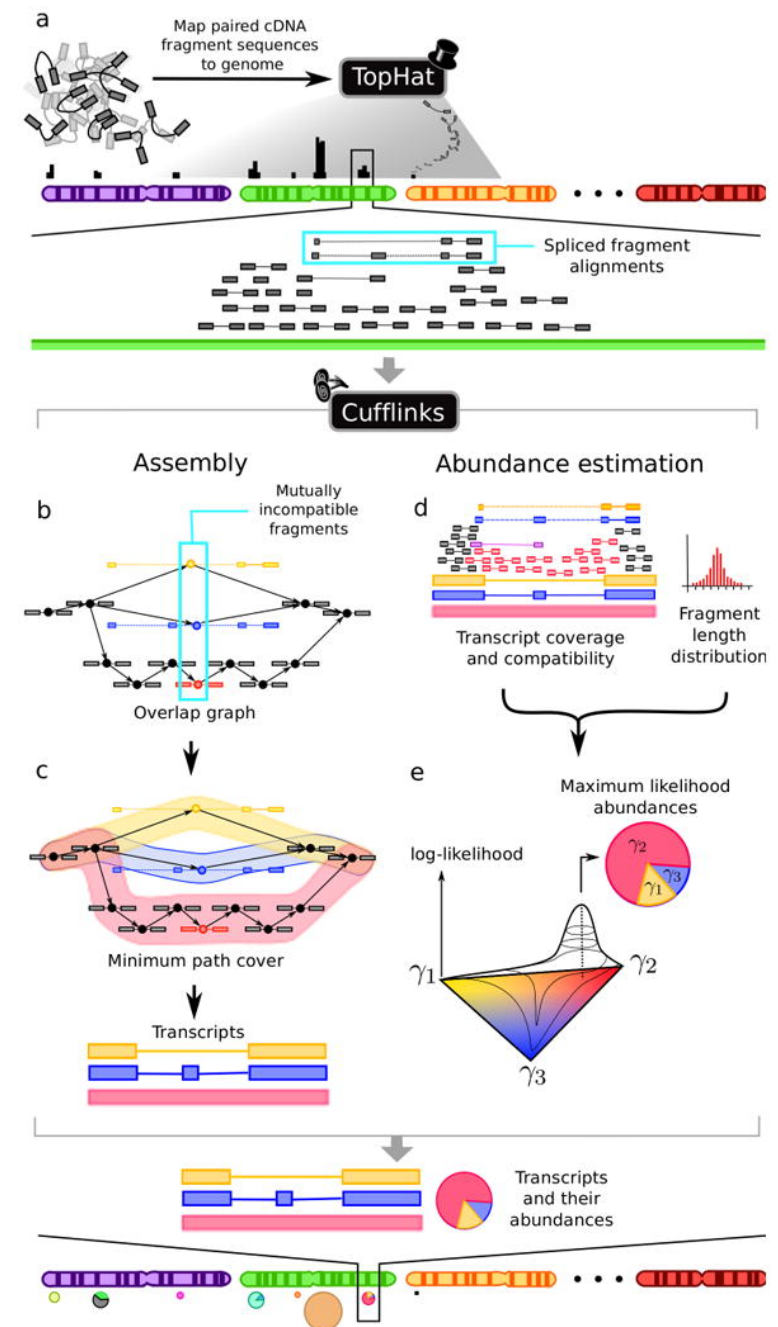 a
Map paired cDNA
fragment sequences
to genome
TopHat
Spliced fragment
alignments
Cufflinks
Assembly
Abundance estimation
b
Mutually
incompatible
fragments
Overlap graph
c
Minimum path cover
Transcripts
d
Transcript coverage
and compatibility
Fragment
length
distribution
e
Maximum likelihood
abundances
log-likelihood
γ2
γ3
γ1
γ1
γ2
γ3
Transcripts
and their
abundances